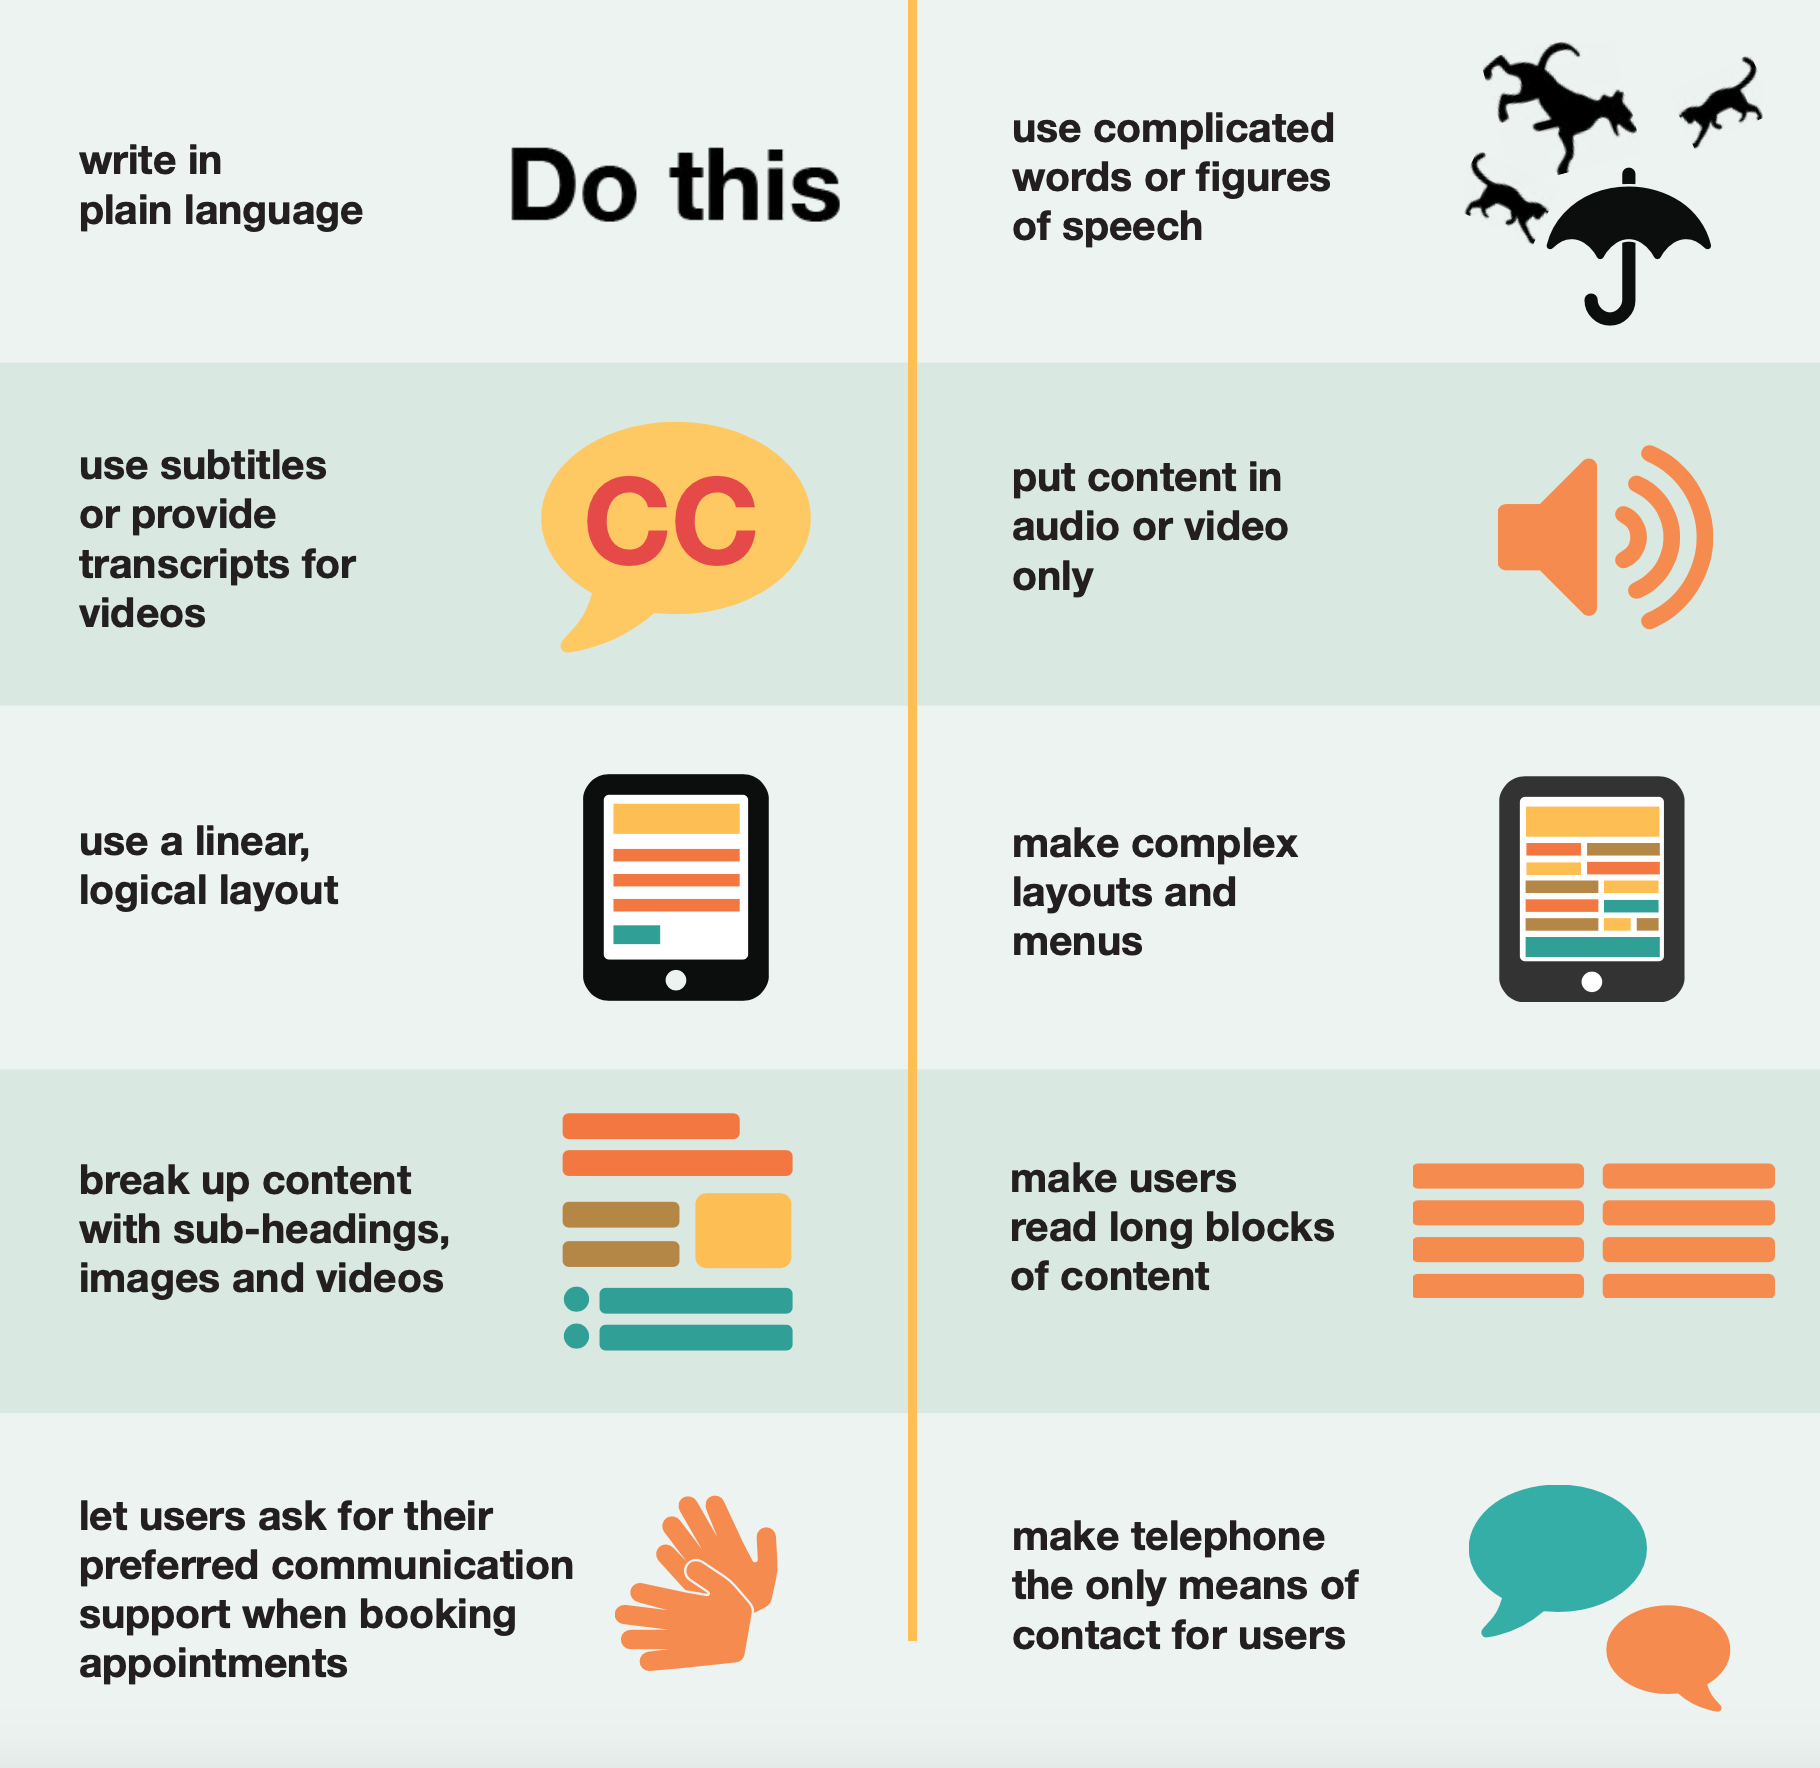 write in
plain language
Do this
use complicated
words or figures
of speech
use subtitles
or provide
transcripts for
videos
CC
put content in
audio or video
only
use a linear,
logical layout
make complex
layouts and
menus
break up content
with sub-headings,
images and videos
make users
read long blocks
of content
let users ask for their
preferred communication
support when booking
appointments
make telephone
the only means of
contact for users